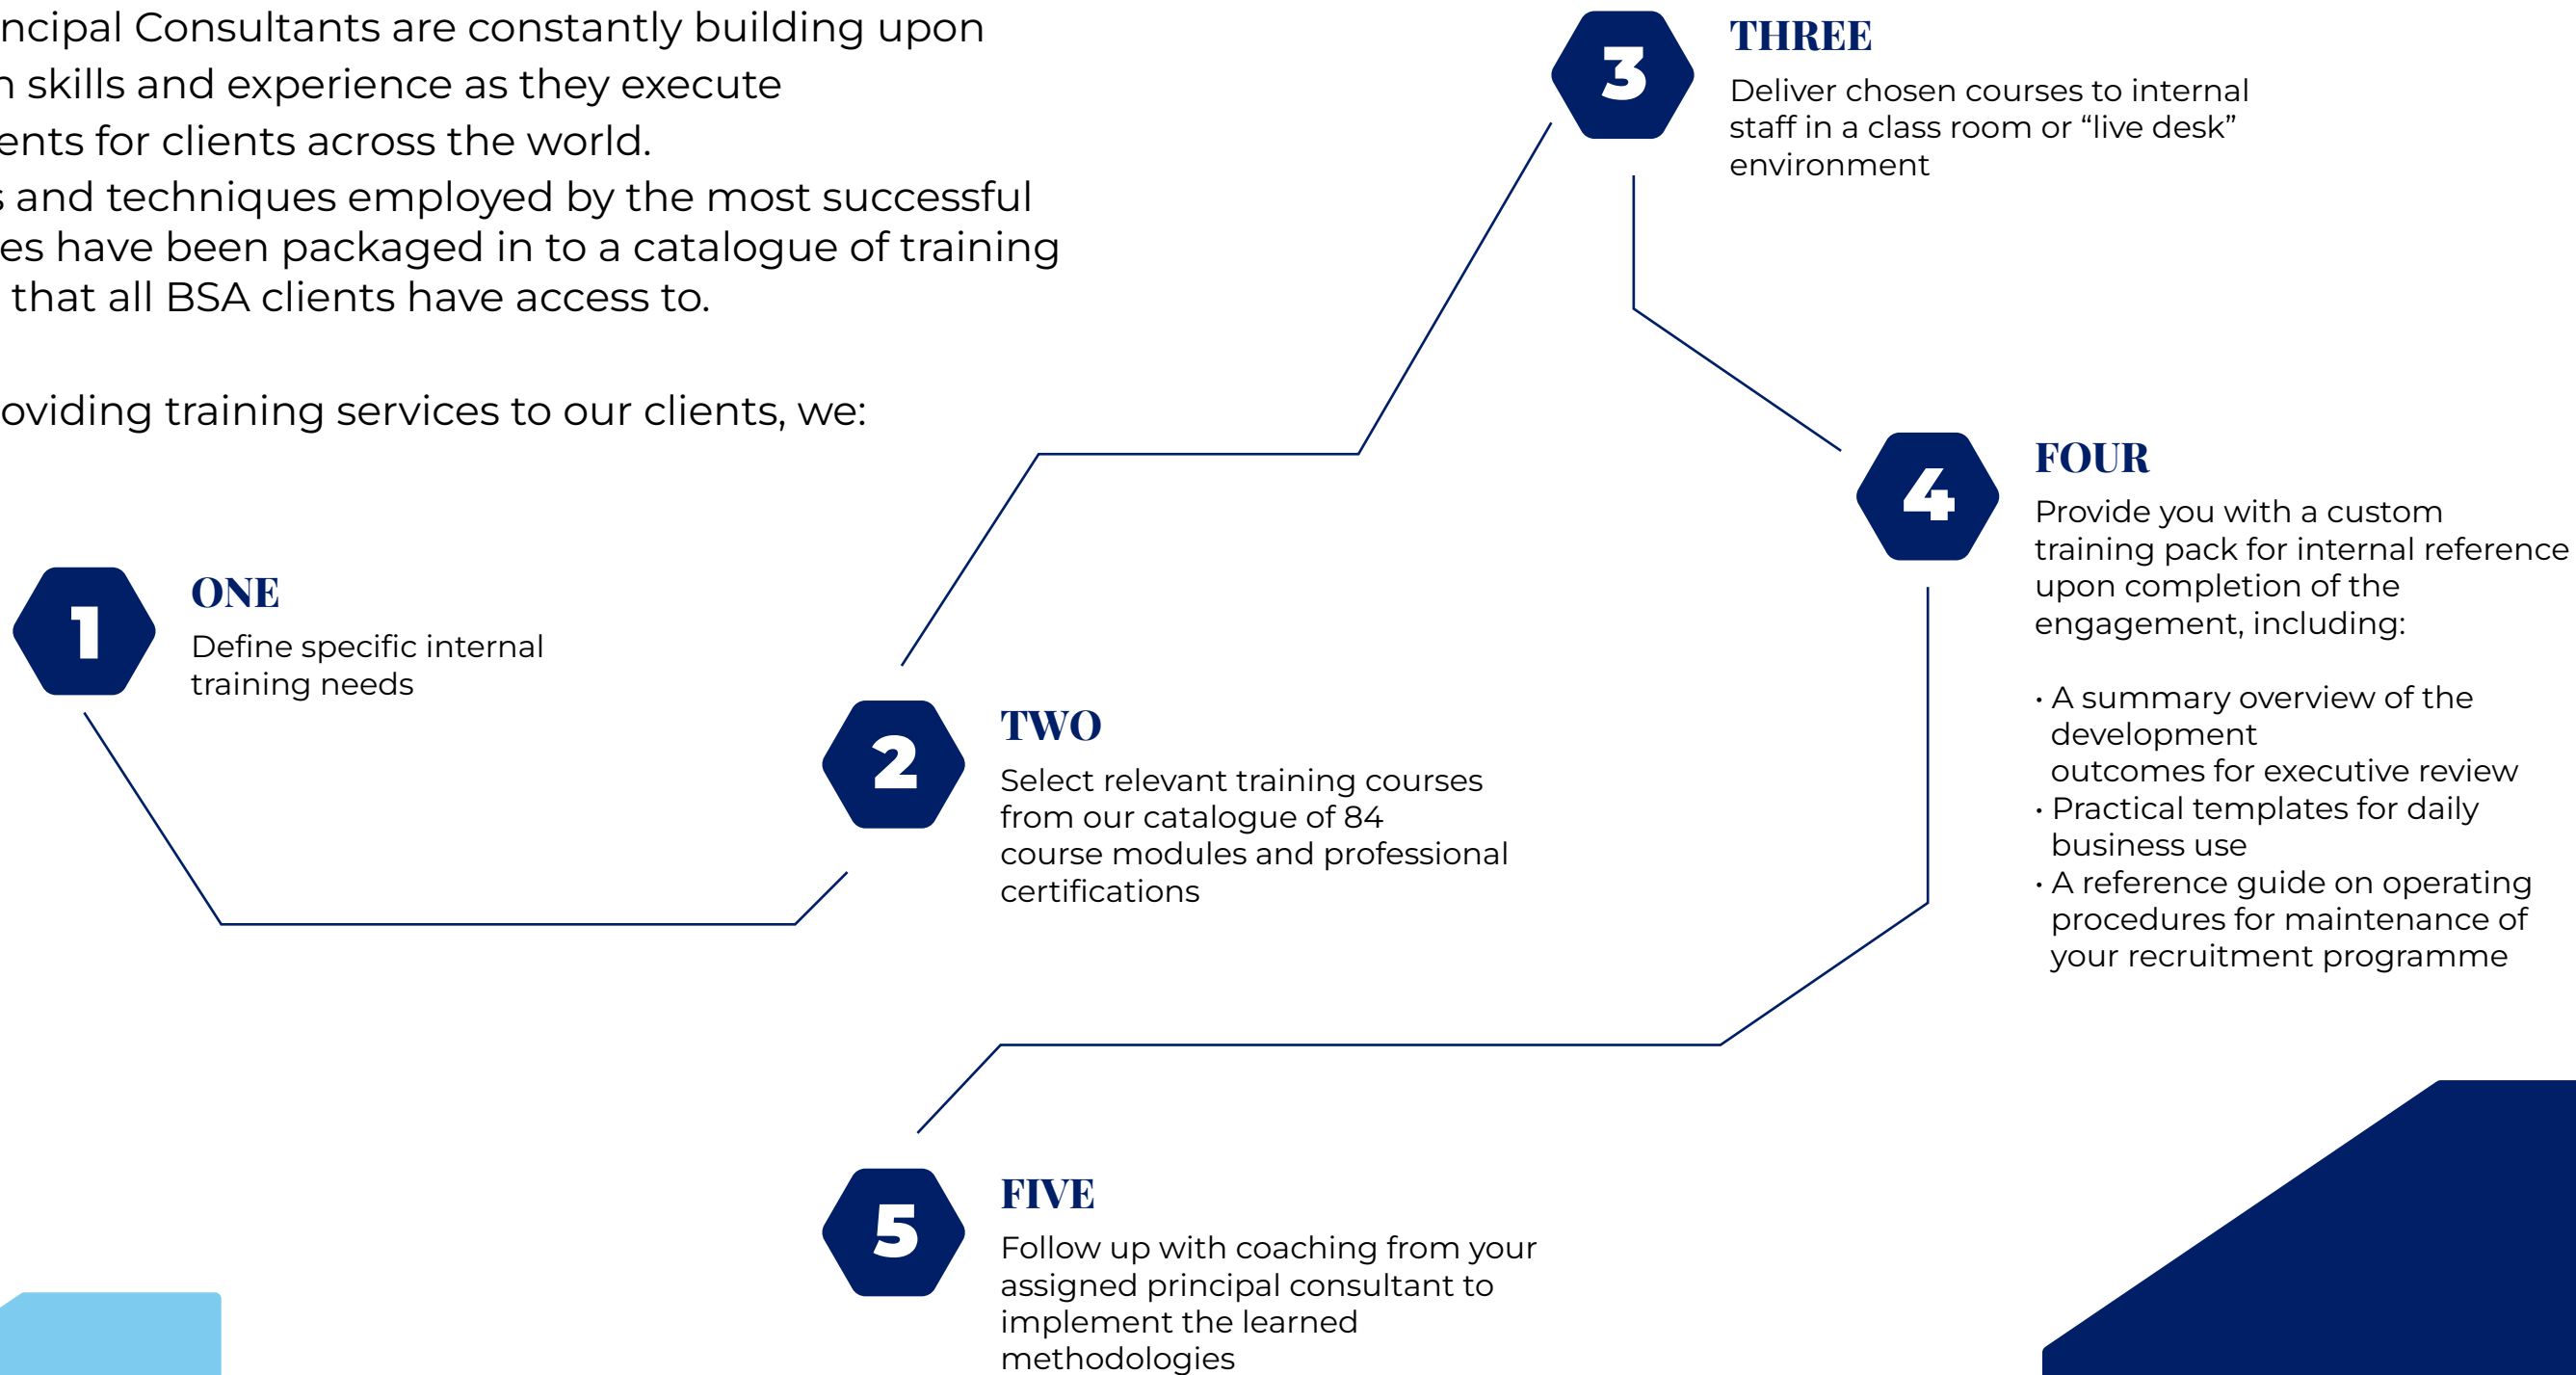 Principal Consultants are constantly building upon
skills and experience as they execute
for clients across the world.
and techniques employed by the most successful
have been packaged in to a catalogue of training
that all BSA clients have access to.
providing training services to our clients, we:
1
ONE
Define specific internal
training needs
2
TWO
Select relevant training courses
from our catalogue of 84
course modules and professional
certifications
3
THREE
Deliver chosen courses to internal
staff in a class room or “live desk”
environment
4
FOUR
Provide you with a custom
training pack for internal reference
upon completion of the
engagement, including:
• A summary overview of the
development
outcomes for executive review
• Practical templates for daily
business use
• A reference guide on operating
procedures for maintenance of
your recruitment programme
5
FIVE
Follow up with coaching from your
assigned principal consultant to
implement the learned
methodologies